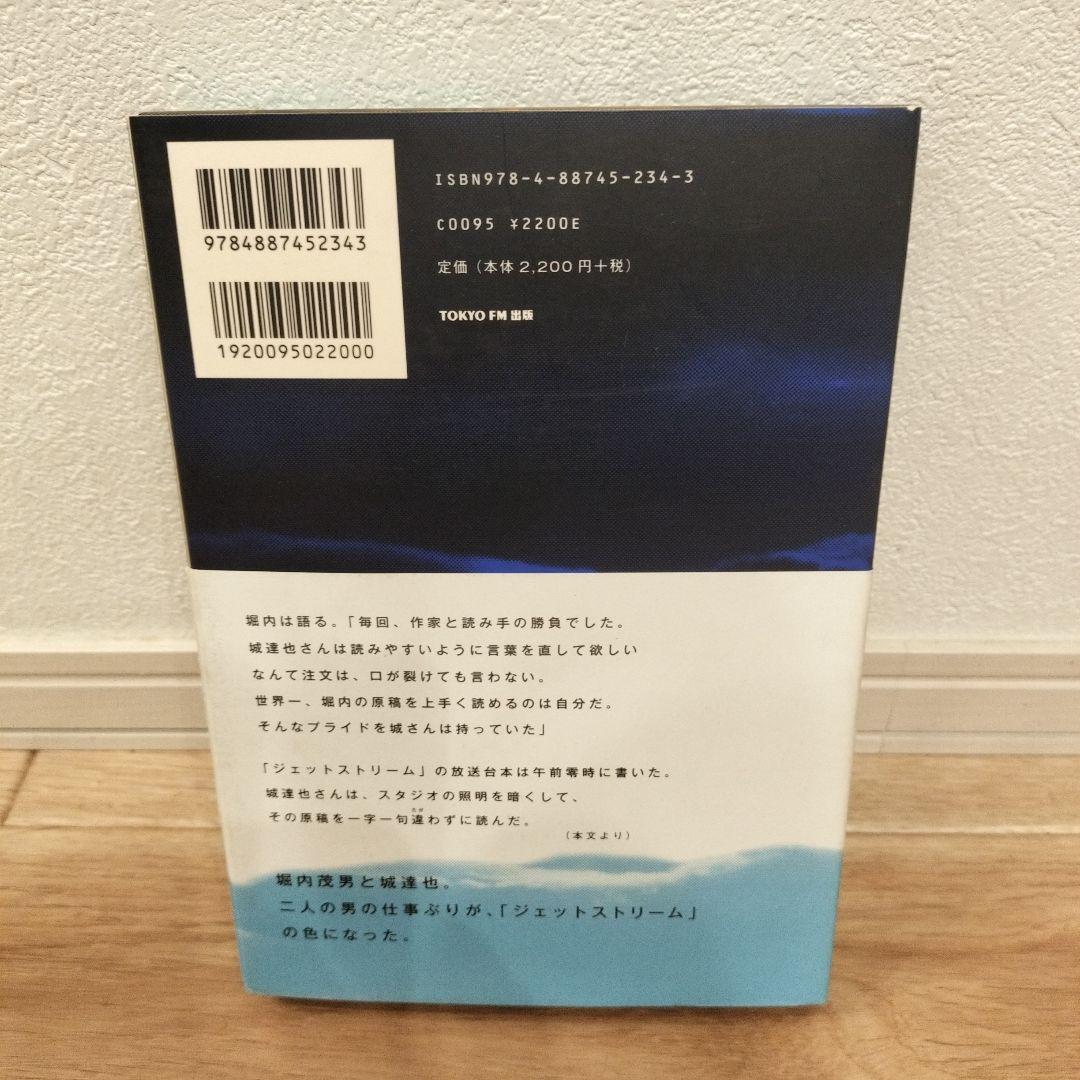 9784887452343
1920095022000
ISBN978-4-88745-234-3
C0095 ¥2200E
定価（本体2,200円＋税）
TOKYO FM 出版
堀内は語る。「毎回、作家と読み手の勝負でした。
城達也さんは読みやすいように言葉を直して欲しい
なんて注文は、口が裂けても言わない。
世界一、堀内の原稿を上手く読めるのは自分だ。
そんなプライドを城さんは持っていた」
「ジェットストリーム」の放送台本は午前零時に書いた。
城達也さんは、スタジオの照明を暗くして、
その原稿を一字一句違わずに読んだ。
（本文より）
堀内茂男と城達也。
二人の男の仕事ぶりが、「ジェットストリーム」
の色になった。